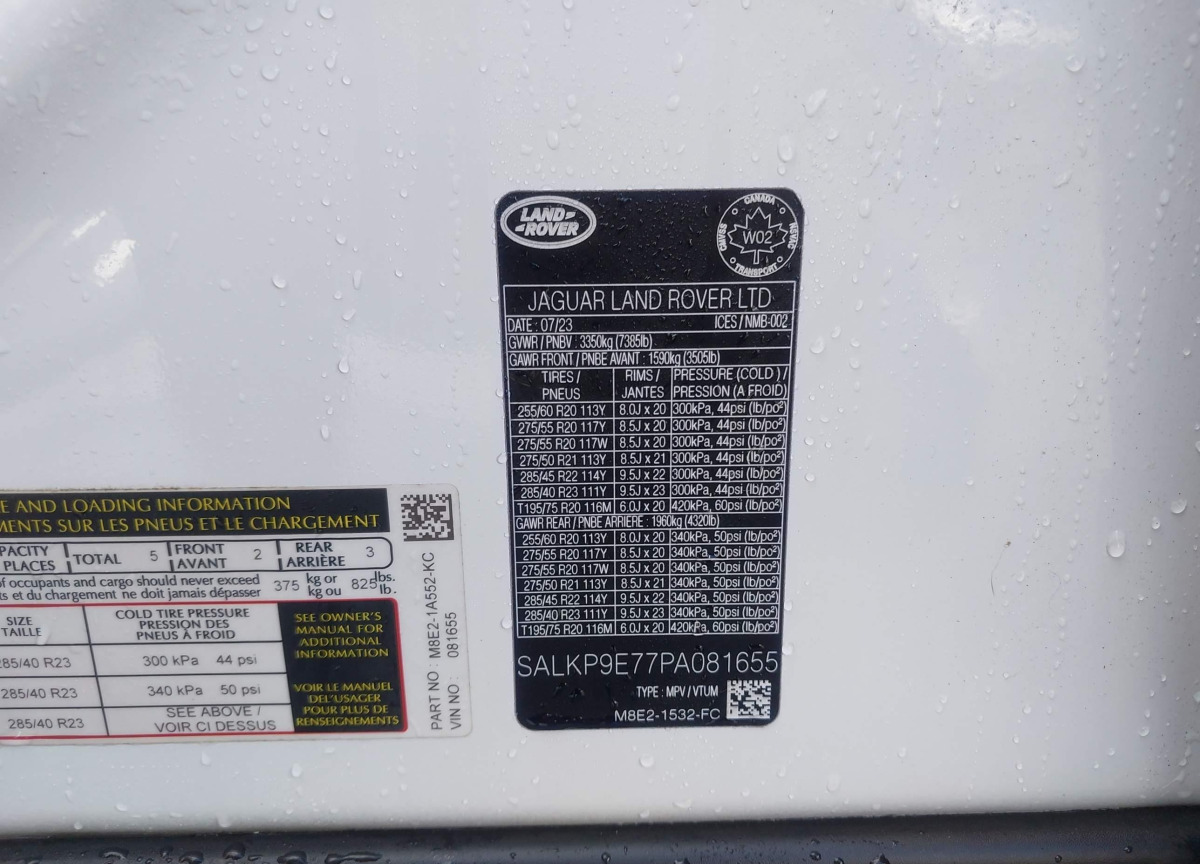 LAND-
-ROVER
CANADA
CMVSS
W02
NSVAC
TRANSPORT
JAGUAR LAND ROVER LTD
DATE : 07/23 ICES / NMB-002
GVWR / PNBV : 3350kg (7385lb)
GAWR FRONT / PNBE AVANT : 1590kg (3505lb)
TIRES / RIMS / PRESSURE (COLD) /
PNEUS JANTES PRESSION (A FROID)
255/60 R20 113Y 8.0J x 20 300kPa, 44psi (lb/po²)
275/55 R20 117Y 8.5J x 20 300kPa, 44psi (lb/po²)
275/55 R20 117W 8.5J x 20 300kPa, 44psi (lb/po²)
275/50 R21 113Y 8.5J x 21 300kPa, 44psi (lb/po²)
285/45 R22 114Y 9.5J x 22 300kPa, 44psi (lb/po²)
285/40 R23 111Y 9.5J x 23 300kPa, 44psi (lb/po²)
T195/75 R20 116M 6.0J x 20 420kPa, 60psi (lb/po²)
GAWR REAR / PNBE ARRIERE : 1960kg (4320lb)
255/60 R20 113Y 8.0J x 20 340kPa, 50psi (lb/po²)
275/55 R20 117Y 8.5J x 20 340kPa, 50psi (lb/po²)
275/55 R20 117W 8.5J x 20 340kPa, 50psi (lb/po²)
275/50 R21 113Y 8.5J x 21 340kPa, 50psi (lb/po²)
285/45 R22 114Y 9.5J x 22 340kPa, 50psi (lb/po²)
285/40 R23 111Y 9.5J x 23 340kPa, 50psi (lb/po²)
T195/75 R20 116M 6.0J x 20 420kPa, 60psi (lb/po²)
SALKP9E77PA081655
TYPE : MPV / VTUM
M8E2-1532-FC
E AND LOADING INFORMATION
MENTS SUR LES PNEUS ET LE CHARGEMENT
PACITY TOTAL 5 FRONT 2 REAR 3
PLACES AVANT ARRIÈRE
of occupants and cargo should never exceed 375 kg or 825 lbs.
ts et du chargement ne doit jamais dépasser kg ou lb.
SIZE COLD TIRE PRESSURE
TAILLE PRESSION DES
PNEUS À FROID
285/40 R23 300 kPa 44 psi
285/40 R23 340 kPa 50 psi
285/40 R23 SEE ABOVE /
VOIR CI DESSUS
SEE OWNER'S
MANUAL FOR
ADDITIONAL
INFORMATION
VOIR LE MANUEL
DE L'USAGER
POUR PLUS DE
RENSEIGNEMENTS
PART NO : M8E2-1A552-KC
VIN NO : 081655